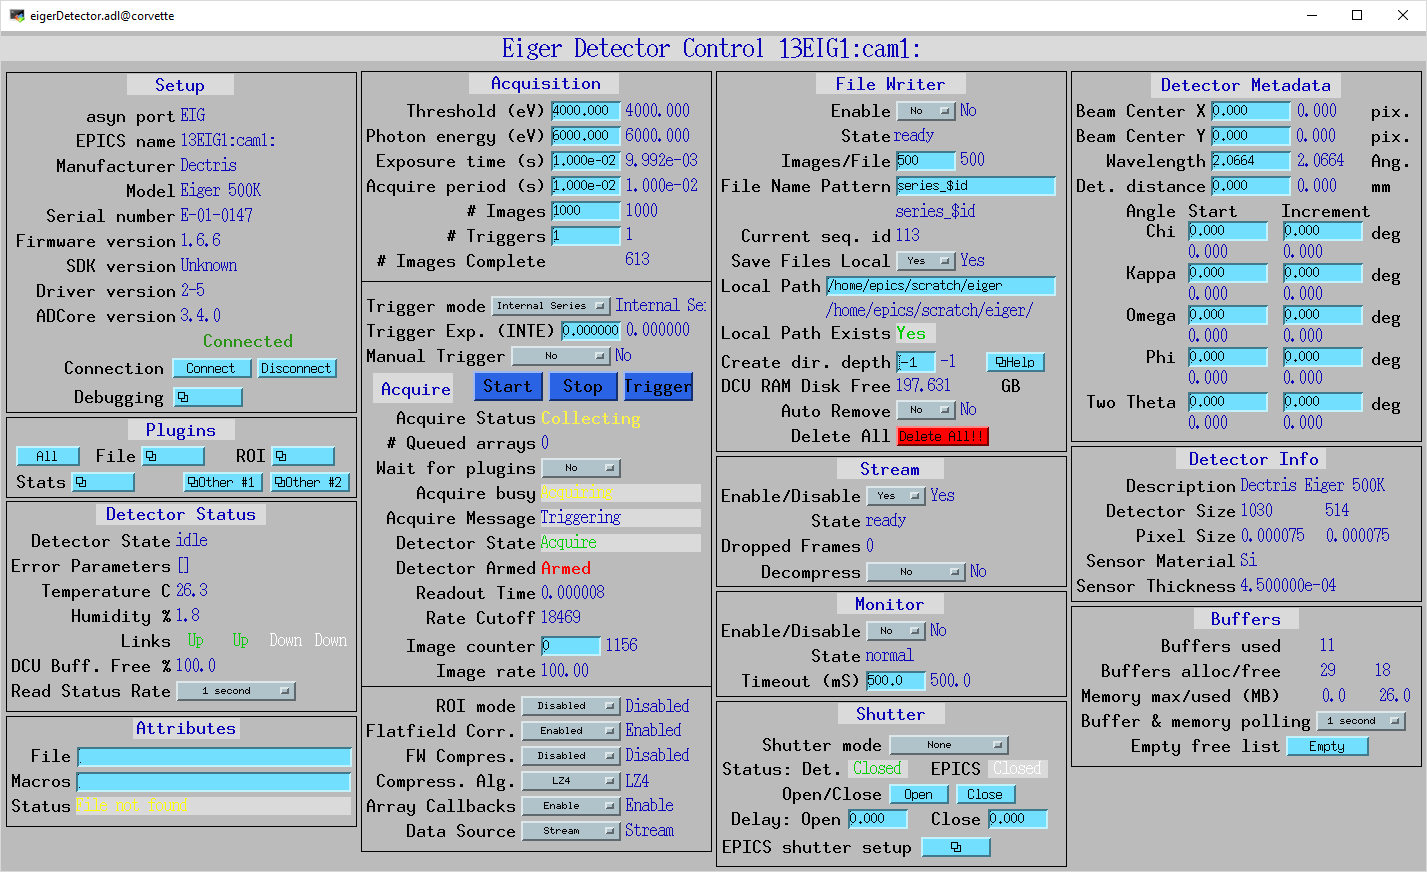 eigerDetector.adl@corvette
Eiger Detector Control 13EIG1:cam1:
Setup
asyn port EIG
EPICS name 13EIG1:cam1:
Manufacturer Dectris
Model Eiger 500K
Serial number E-01-0147
Firmware version 1.6.6
SDK version Unknown
Driver version 2-5
ADCore version 3.4.0
Connected
Connection Connect Disconnect
Debugging
Plugins
All File ROI
Stats Other #1 Other #2
Detector Status
Detector State idle
Error Parameters []
Temperature C 26.3
Humidity % 1.8
Links Up Up Down Down
DCU Buff. Free % 100.0
Read Status Rate 1 second
Attributes
File
Macros
Status File not found
Acquisition
Threshold (eV) 4000.000 4000.000
Photon energy (eV) 6000.000 6000.000
Exposure time (s) 1.000e-02 9.992e-03
Acquire period (s) 1.000e-02 1.000e-02
# Images 1000 1000
# Triggers 1 1
# Images Complete 613
Trigger mode Internal Series Internal Ser
Trigger Exp. (INTE) 0.000000 0.000000
Manual Trigger No No
Acquire Start Stop Trigger
Acquire Status Collecting
# Queued arrays 0
Wait for plugins No
Acquire busy Acquiring
Acquire Message Triggering
Detector State Acquire
Detector Armed Armed
Readout Time 0.000008
Rate Cutoff 18469
Image counter 0 1156
Image rate 100.00
ROI mode Disabled Disabled
Flatfield Corr. Enabled Enabled
FW Compres. Disabled Disabled
Compress. Alg. LZ4 LZ4
Array Callbacks Enable Enable
Data Source Stream Stream
File Writer
Enable No No
State ready
Images/File 500 500
File Name Pattern series_$id
series_$id
Current seq. id 113
Save Files Local Yes Yes
Local Path /home/epics/scratch/eiger
/home/epics/scratch/eiger/
Local Path Exists Yes
Create dir. depth -1 -1 Help
DCU RAM Disk Free 197.631 GB
Auto Remove No No
Delete All Delete All!!
Stream
Enable/Disable Yes Yes
State ready
Dropped Frames 0
Decompress No No
Monitor
Enable/Disable No No
State normal
Timeout (mS) 500.0 500.0
Shutter
Shutter mode None
Status: Det. Closed EPICS Closed
Open/Close Open Close
Delay: Open 0.000 Close 0.000
EPICS shutter setup
Detector Metadata
Beam Center X 0.000 0.000 pix.
Beam Center Y 0.000 0.000 pix.
Wavelength 2.0664 2.0664 Ang.
Det. distance 0.000 0.000 mm
Angle Start Increment
Chi 0.000 0.000 deg
0.000 0.000
Kappa 0.000 0.000 deg
0.000 0.000
Omega 0.000 0.000 deg
0.000 0.000
Phi 0.000 0.000 deg
0.000 0.000
Two Theta 0.000 0.000 deg
0.000 0.000
Detector Info
Description Dectris Eiger 500K
Detector Size 1030 514
Pixel Size 0.000075 0.000075
Sensor Material Si
Sensor Thickness 4.500000e-04
Buffers
Buffers used 11
Buffers alloc/free 29 18
Memory max/used (MB) 0.0 26.0
Buffer & memory polling 1 second
Empty free list Empty